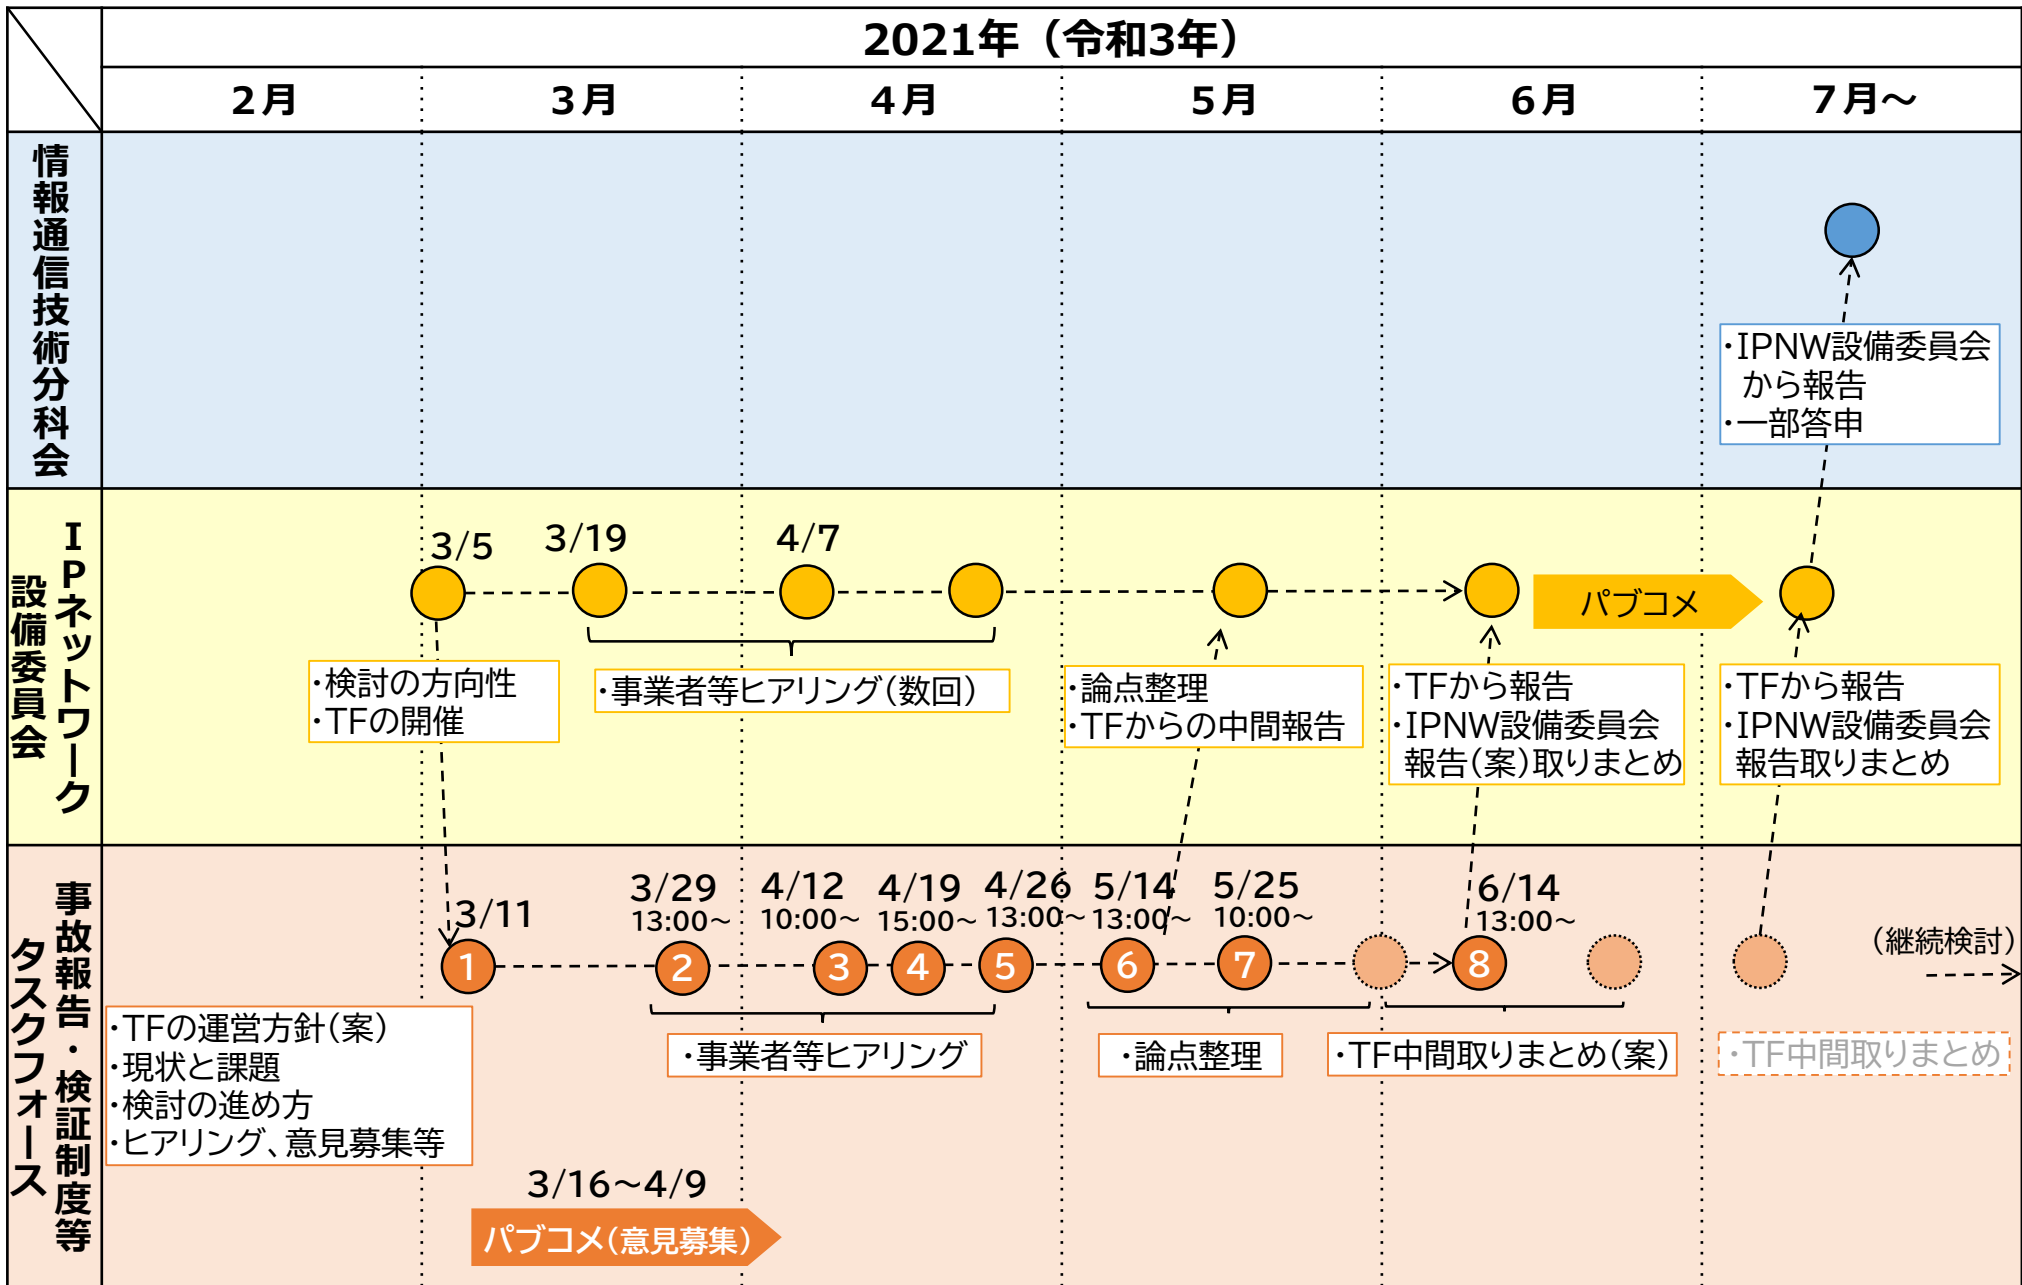 2021年（令和3年）
2月
3月
4月
5月
6月
7月～
情報通信技術分科会
・IPNW設備委員会
から報告
・一部答申
IPネットワーク
設備委員会
3/5
3/19
4/7
パブコメ
・検討の方向性
・TFの開催
・事業者等ヒアリング（数回）
・論点整理
・TFからの中間報告
・TFから報告
・IPNW設備委員会
報告（案）取りまとめ
・TFから報告
・IPNW設備委員会
報告取りまとめ
事故報告・検証制度等
タスクフォース
3/11
3/29
13:00～
4/12
10:00～
4/19
15:00～
4/26
13:00～
5/14
13:00～
5/25
10:00～
6/14
13:00～
1
2
3
4
5
6
7
8
（継続検討）
・TFの運営方針（案）
・現状と課題
・検討の進め方
・ヒアリング、意見募集等
・事業者等ヒアリング
・論点整理
・TF中間取りまとめ（案）
・TF中間取りまとめ
3/16～4/9
パブコメ（意見募集）